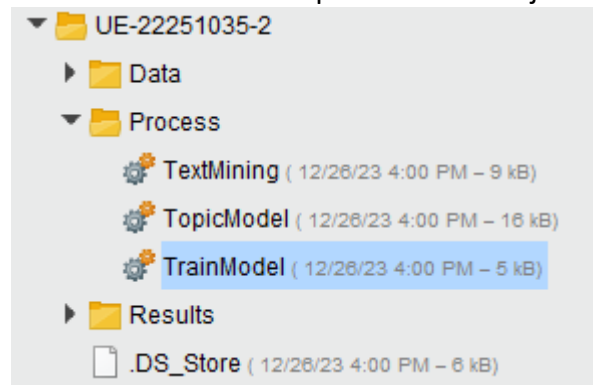 UE-22251035-2
Data
Process
TextMining ( 12/26/23 4:00 PM – 9 kB)
TopicModel ( 12/26/23 4:00 PM – 16 kB)
TrainModel ( 12/26/23 4:00 PM – 5 kB)
Results
.DS_Store ( 12/26/23 4:00 PM – 6 kB)